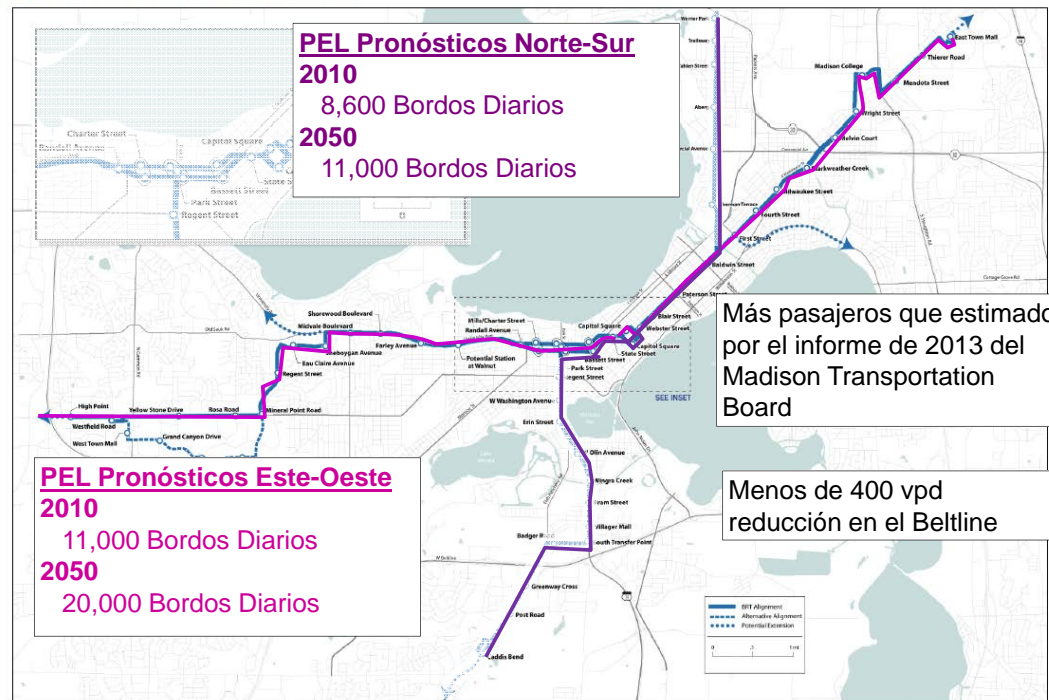 PEL Pronósticos Norte-Sur
2010
8,600 Bordos Diarios
2050
11,000 Bordos Diarios
Charter Street
Randall Avenue
Capitol Square
Bassett Street
Park Street
Regent Street
Warner Park
East Town Mall
Thierer Road
Madison College
Mendota Street
Wright Street
Melvin Court
Starkweather Creek
Milwaukee Street
Fourth Street
First Street
Baldwin Street
Paterson Street
Blair Street
Webster Street
Capitol Square
Capitol Square
State Street
Bassett Street
Mills/Charter Street
Randall Avenue
Shorewood Boulevard
Midvale Boulevard
Sheboygan Avenue
Eau Claire Avenue
Regent Street
Farley Avenue
Potential Station
at Walnut
Park Street
Regent Street
W Washington Avenue
Erin Street
SEE INSET
High Point
Yellow Stone Drive
Rosa Road
Mineral Point Road
Westfield Road
West Town Mall
Grand Canyon Drive
Olin Avenue
Wingra Creek
Cram Street
Villager Mall
South Transfer Point
Badger Road
W Beltline
Greenway Cross
Post Road
Caddis Bend
Más pasajeros que estimado
por el informe de 2013 del
Madison Transportation
Board
Menos de 400 vpd
reducción en el Beltline
PEL Pronósticos Este-Oeste
2010
11,000 Bordos Diarios
2050
20,000 Bordos Diarios
BRT Alignment
Alternative Alignment
Potential Extension